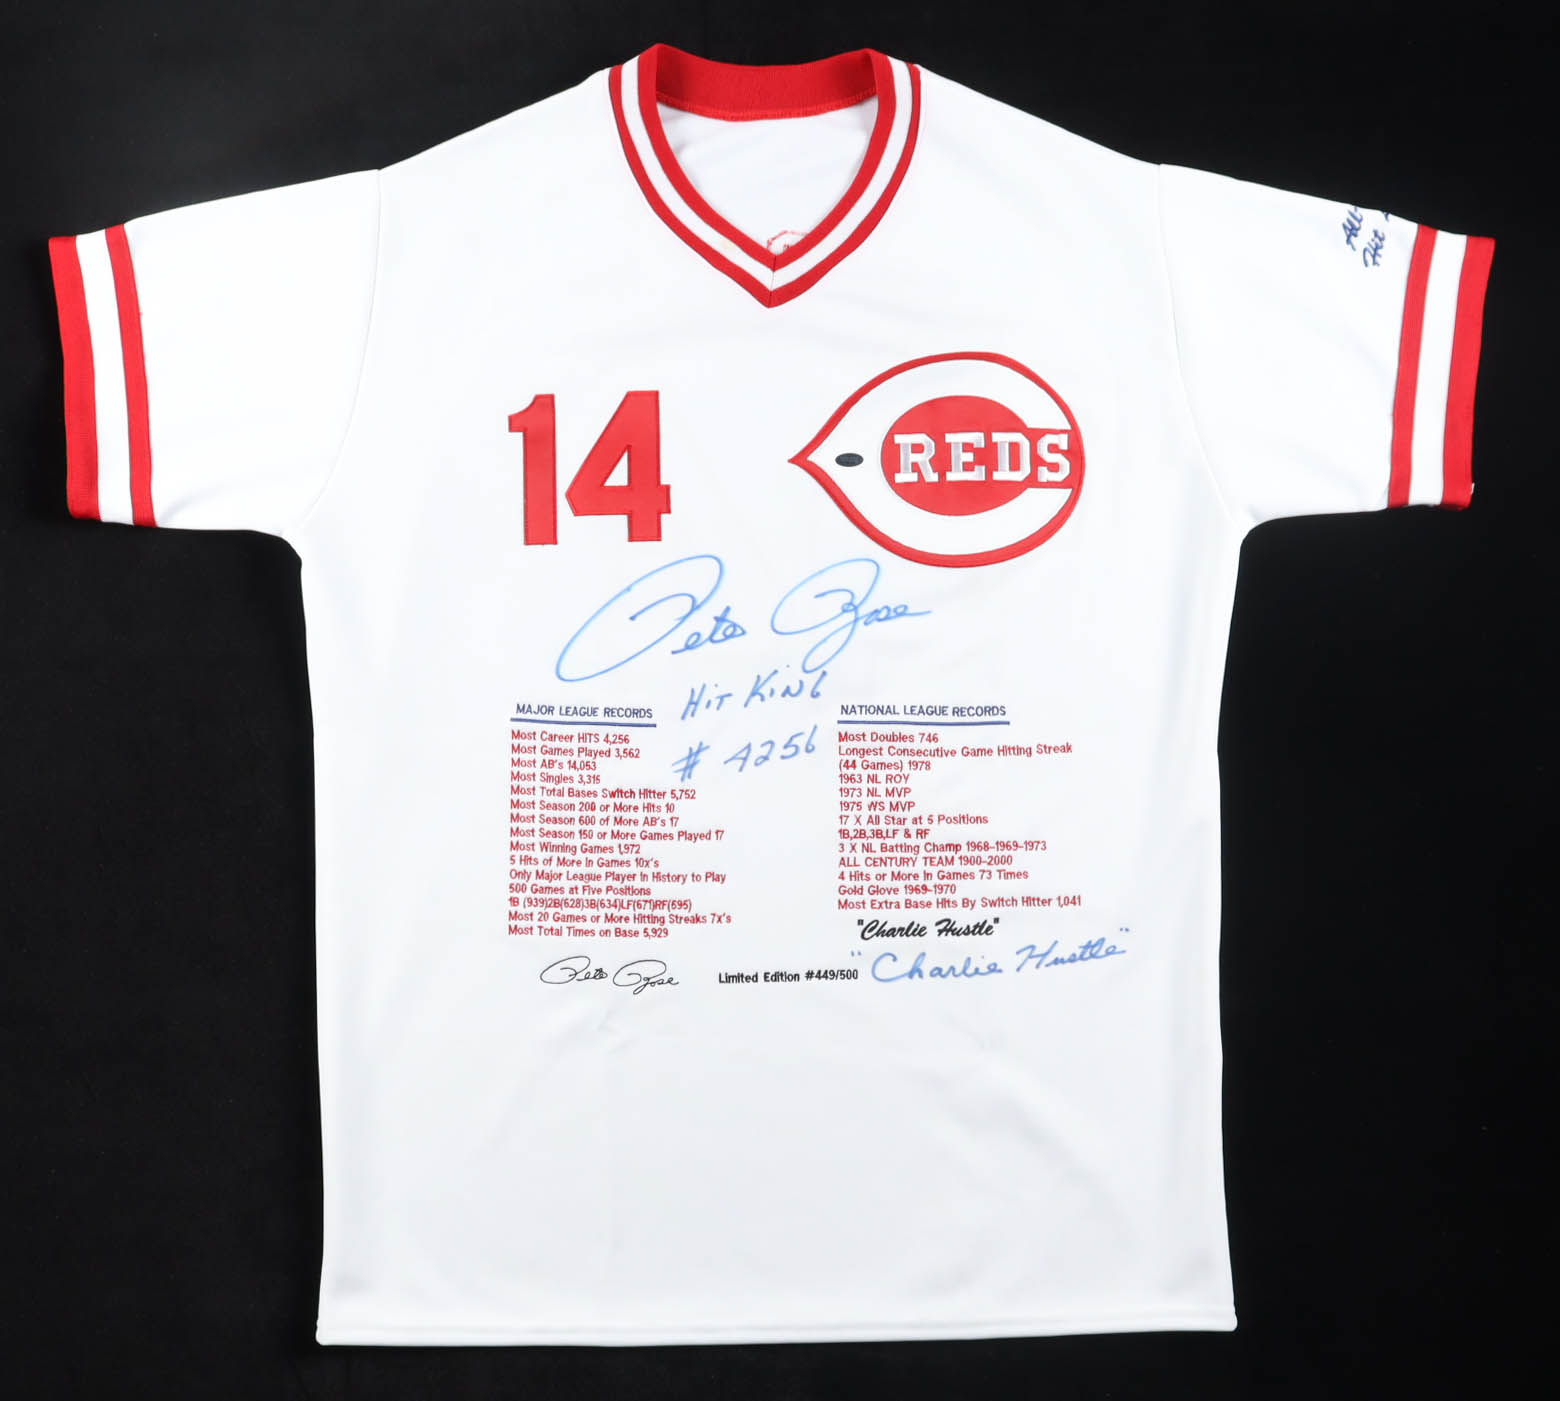 All-
Hit
14
REDS
Pete Rose
Hit King
# 4256
MAJOR LEAGUE RECORDS
Most Career HITS 4,256
Most Games Played 3,562
Most AB's 14,053
Most Singles 3,315
Most Total Bases Switch Hitter 5,752
Most Season 200 or More Hits 10
Most Season 600 of More AB's 17
Most Season 150 or More Games Played 17
Most Winning Games 1,972
5 Hits of More In Games 10x's
Only Major League Player In History to Play
500 Games at Five Positions
1B (939)2B(628)3B(634)LF(671)RF(595)
Most 20 Games or More Hitting Streaks 7x's
Most Total Times on Base 5,929
NATIONAL LEAGUE RECORDS
Most Doubles 746
Longest Consecutive Game Hitting Streak
(44 Games) 1978
1963 NL ROY
1973 NL MVP
1975 WS MVP
17 X All Star at 5 Positions
1B,2B,3B,LF & RF
3 X NL Batting Champ 1968-1969-1973
ALL CENTURY TEAM 1900-2000
4 Hits or More In Games 73 Times
Gold Glove 1969-1970
Most Extra Base Hits By Switch Hitter 1,041
"Charlie Hustle"
Pete Rose
Limited Edition #449/500
"Charlie Hustle"